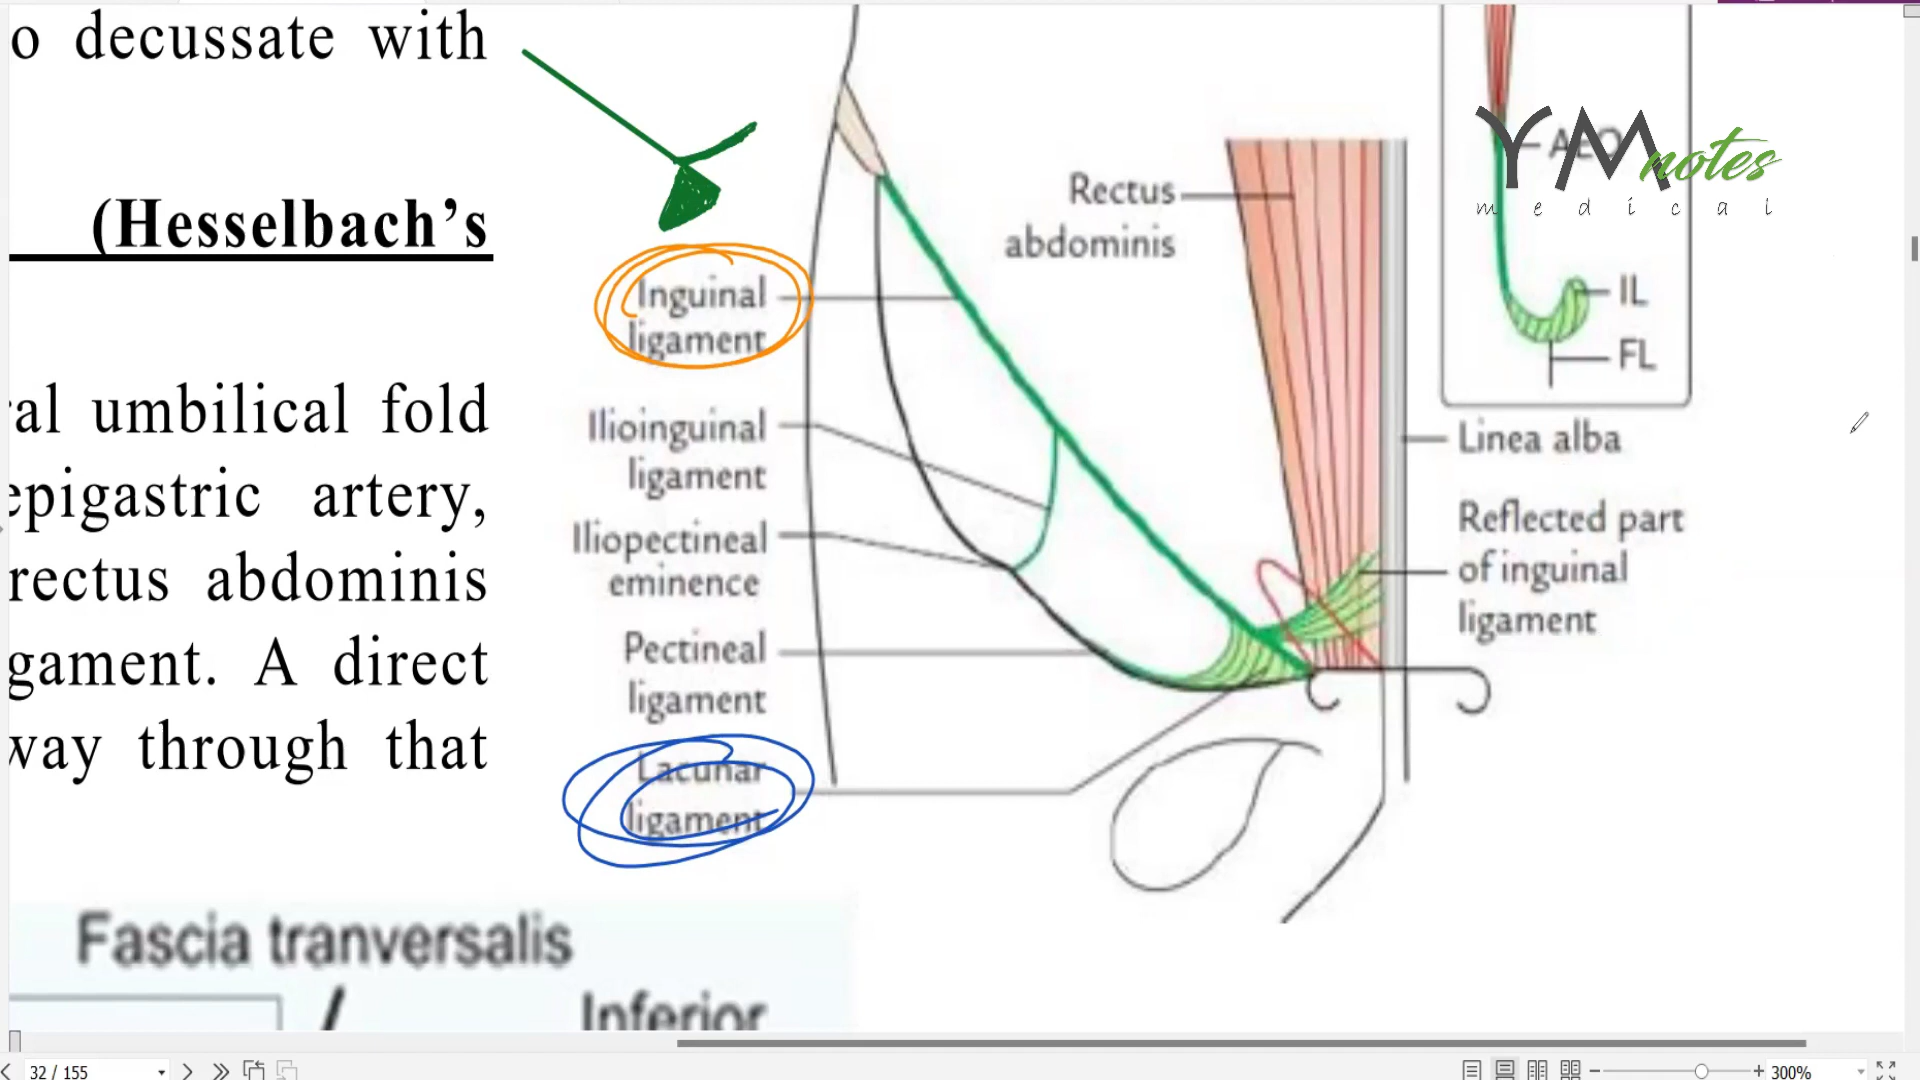 o decussate with
(Hesselbach’s
al umbilical fold
epigastric artery,
rectus abdominis
gament. A direct
way through that
Inguinal
ligament
Ilioinguinal
ligament
Iliopectineal
eminence
Pectineal
ligament
Lacunar
ligament
Rectus
abdominis
AEO
IL
FL
Linea alba
Reflected part
of inguinal
ligament
YM notes
medical
Fascia tranversalis
Inferior
32 / 155
300%